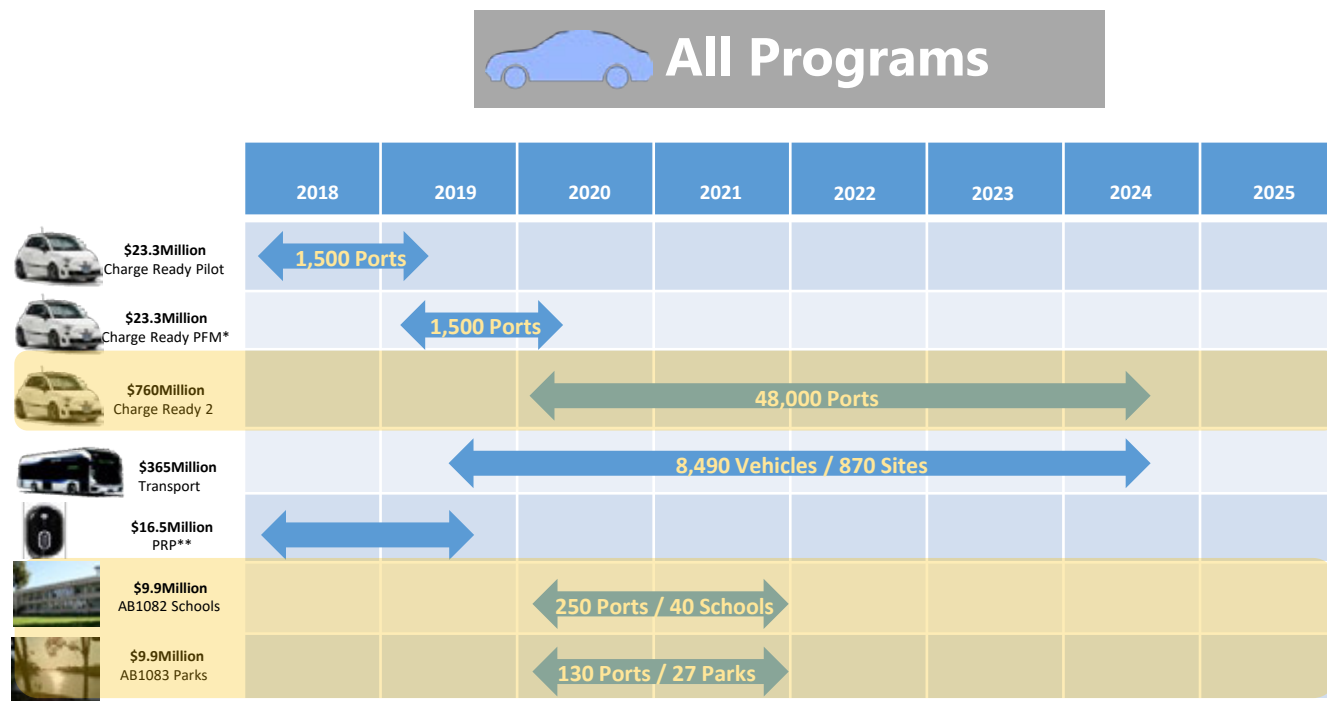 All Programs
2018 2019 2020 2021 2022 2023 2024 2025
$23.3Million
Charge Ready Pilot
1,500 Ports
$23.3Million
Charge Ready PFM*
1,500 Ports
$760Million
Charge Ready 2
48,000 Ports
$365Million
Transport
8,490 Vehicles / 870 Sites
$16.5Million
PRP**
$9.9Million
AB1082 Schools
250 Ports / 40 Schools
$9.9Million
AB1083 Parks
130 Ports / 27 Parks